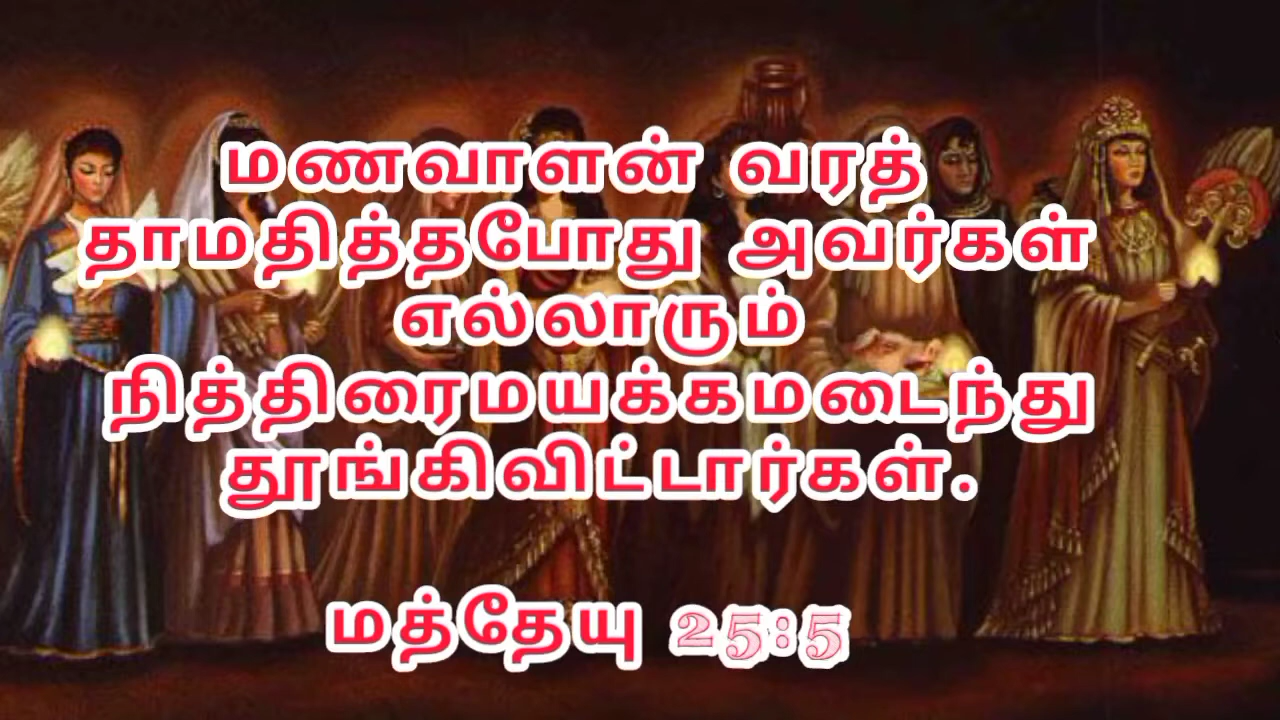 மணவாளன் வரத்
தாமதித்தபோது அவர்கள்
எல்லாரும்
நித்திரைமயக்கமடைந்து
தூங்கிவிட்டார்கள்.
மத்தேயு 25:5